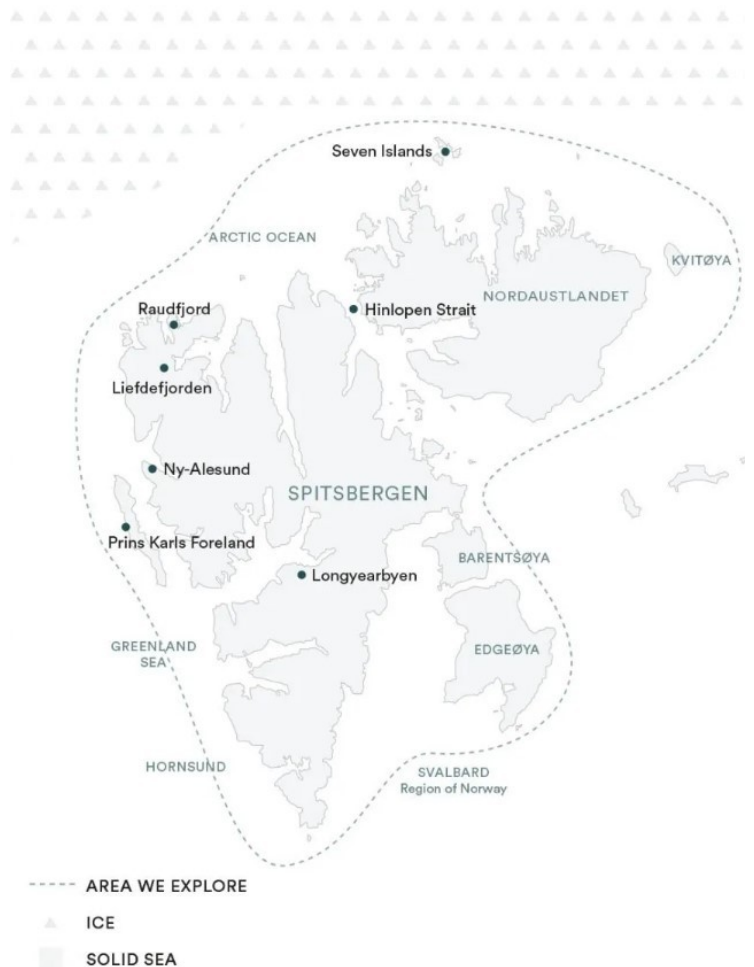 Seven Islands
ARCTIC OCEAN
KVITØYA
NORDAUSTLANDET
Raudfjord
Hinlopen Strait
Liefdefjorden
Ny-Alesund
SPITSBERGEN
Prins Karls Foreland
BARENTSØYA
Longyearbyen
GREENLAND
SEA
EDGEØYA
HORNSUND
SVALBARD
Region of Norway
AREA WE EXPLORE
ICE
SOLID SEA